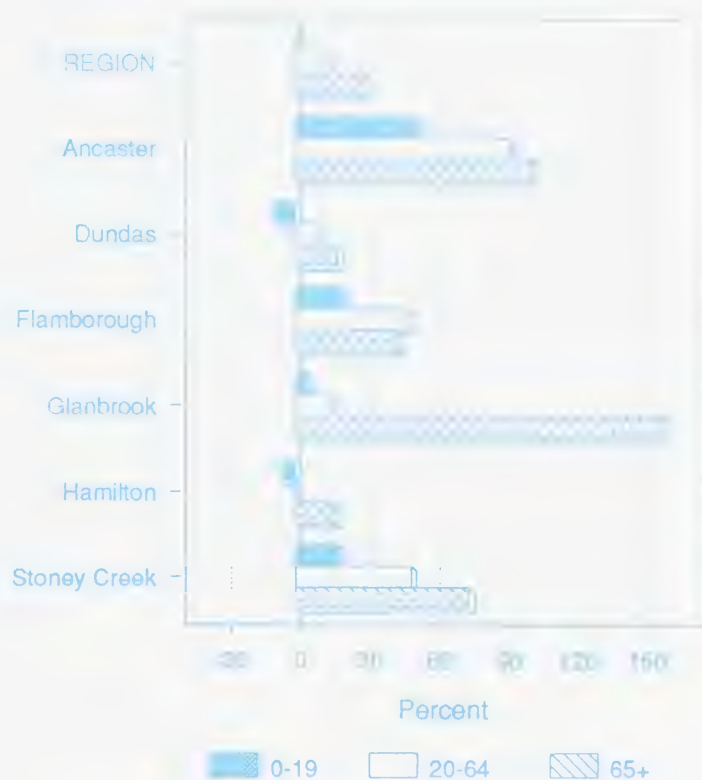 REGION
Ancaster
Dundas
Flamborough
Glanbrook
Hamilton
Stoney Creek
-30 0 30 60 90 120 150
Percent
0-19 20-64 65+